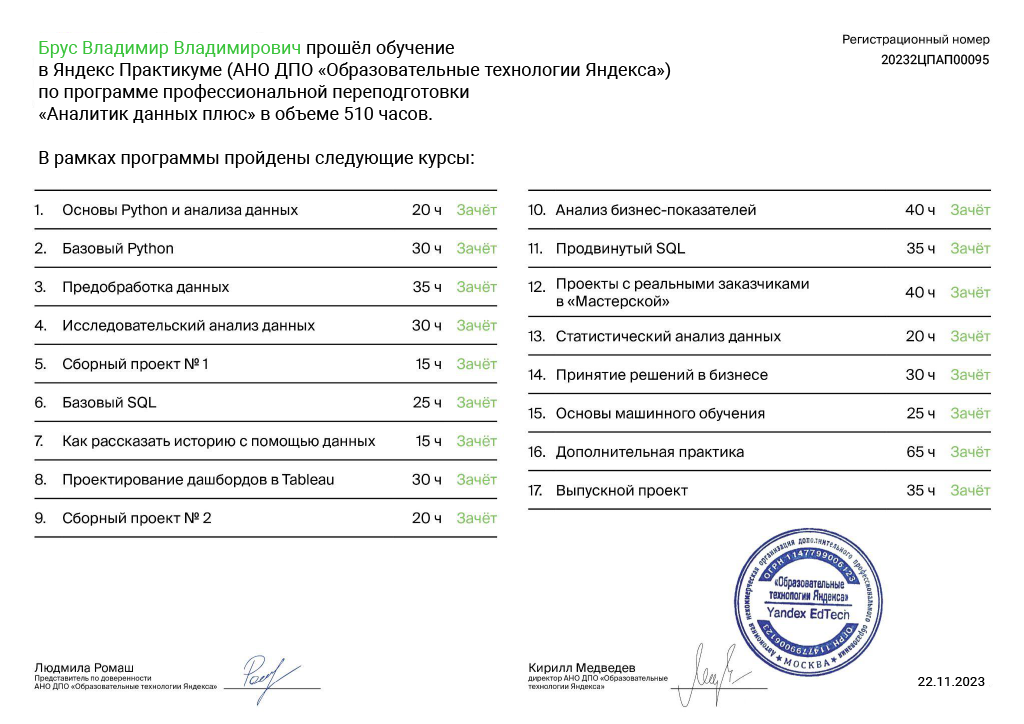 Брус Владимир Владимирович прошёл обучение
в Яндекс Практикуме (АНО ДПО «Образовательные технологии Яндекса»)
по программе профессиональной переподготовки
«Аналитик данных плюс» в объеме 510 часов.
Регистрационный номер
20232ЦПАП00095
В рамках программы пройдены следующие курсы:
1. Основы Python и анализа данных 20 ч Зачёт
2. Базовый Python 30 ч Зачёт
3. Предобработка данных 35 ч Зачёт
4. Исследовательский анализ данных 30 ч Зачёт
5. Сборный проект № 1 15 ч Зачёт
6. Базовый SQL 25 ч Зачёт
7. Как рассказать историю с помощью данных 15 ч Зачёт
8. Проектирование дашбордов в Tableau 30 ч Зачёт
9. Сборный проект № 2 20 ч Зачёт
10. Анализ бизнес-показателей 40 ч Зачёт
11. Продвинутый SQL 35 ч Зачёт
12. Проекты с реальными заказчиками
в «Мастерской» 40 ч Зачёт
13. Статистический анализ данных 20 ч Зачёт
14. Принятие решений в бизнесе 30 ч Зачёт
15. Основы машинного обучения 25 ч Зачёт
16. Дополнительная практика 65 ч Зачёт
17. Выпускной проект 35 ч Зачёт
Автономная некоммерческая организация дополнительного профессионального образования
ОГРН 1147799006123
«Образовательные
технологии Яндекса»
Yandex EdTech
ОГРН 1147799006123
МОСКВА
Людмила Ромаш
Представитель по доверенности
АНО ДПО «Образовательные технологии Яндекса»
Кирилл Медведев
директор АНО ДПО «Образовательные
технологии Яндекса»
22.11.2023